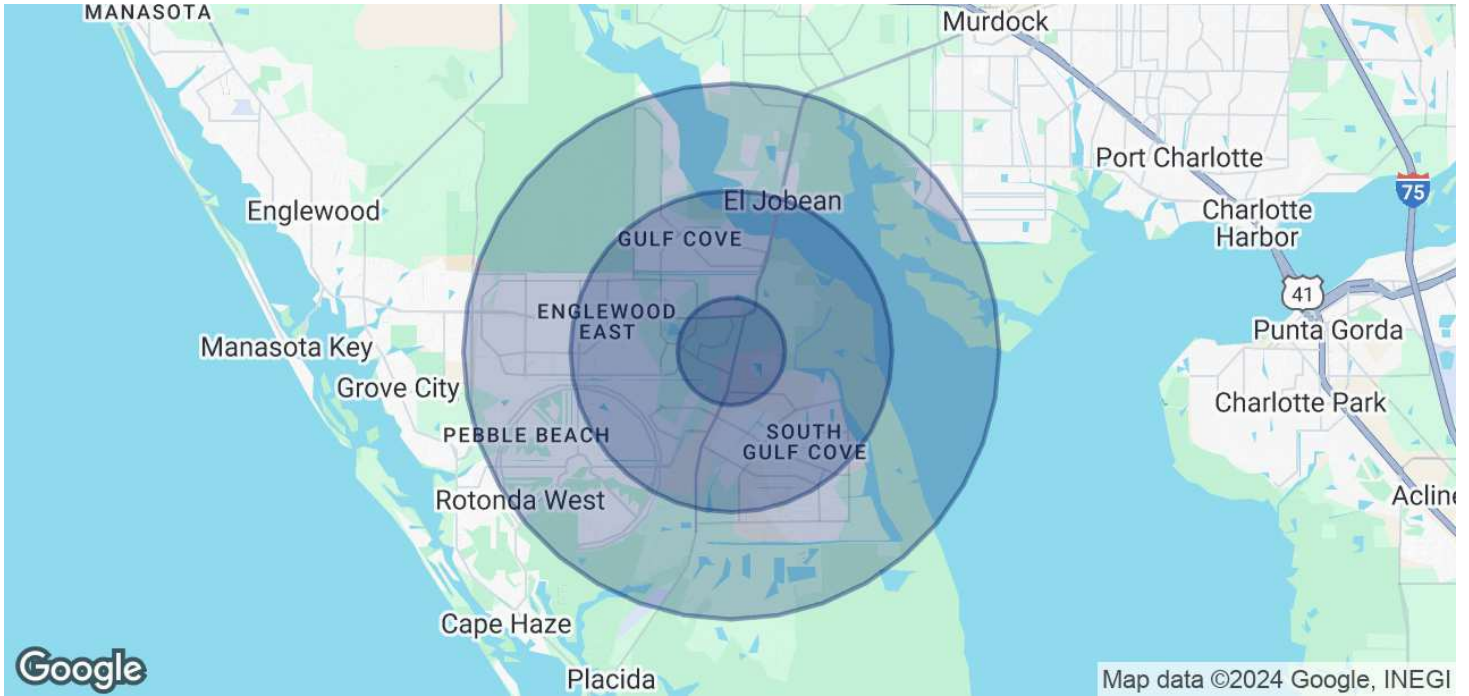 MANASOTA
Murdock
Port Charlotte
75
Englewood
El Jobean
Charlotte
Harbor
GULF COVE
41
ENGLEWOOD
EAST
Punta Gorda
Manasota Key
Grove City
Charlotte Park
PEBBLE BEACH
SOUTH
GULF COVE
Rotonda West
Acline
Cape Haze
Placida
Google
Map data ©2024 Google, INEGI